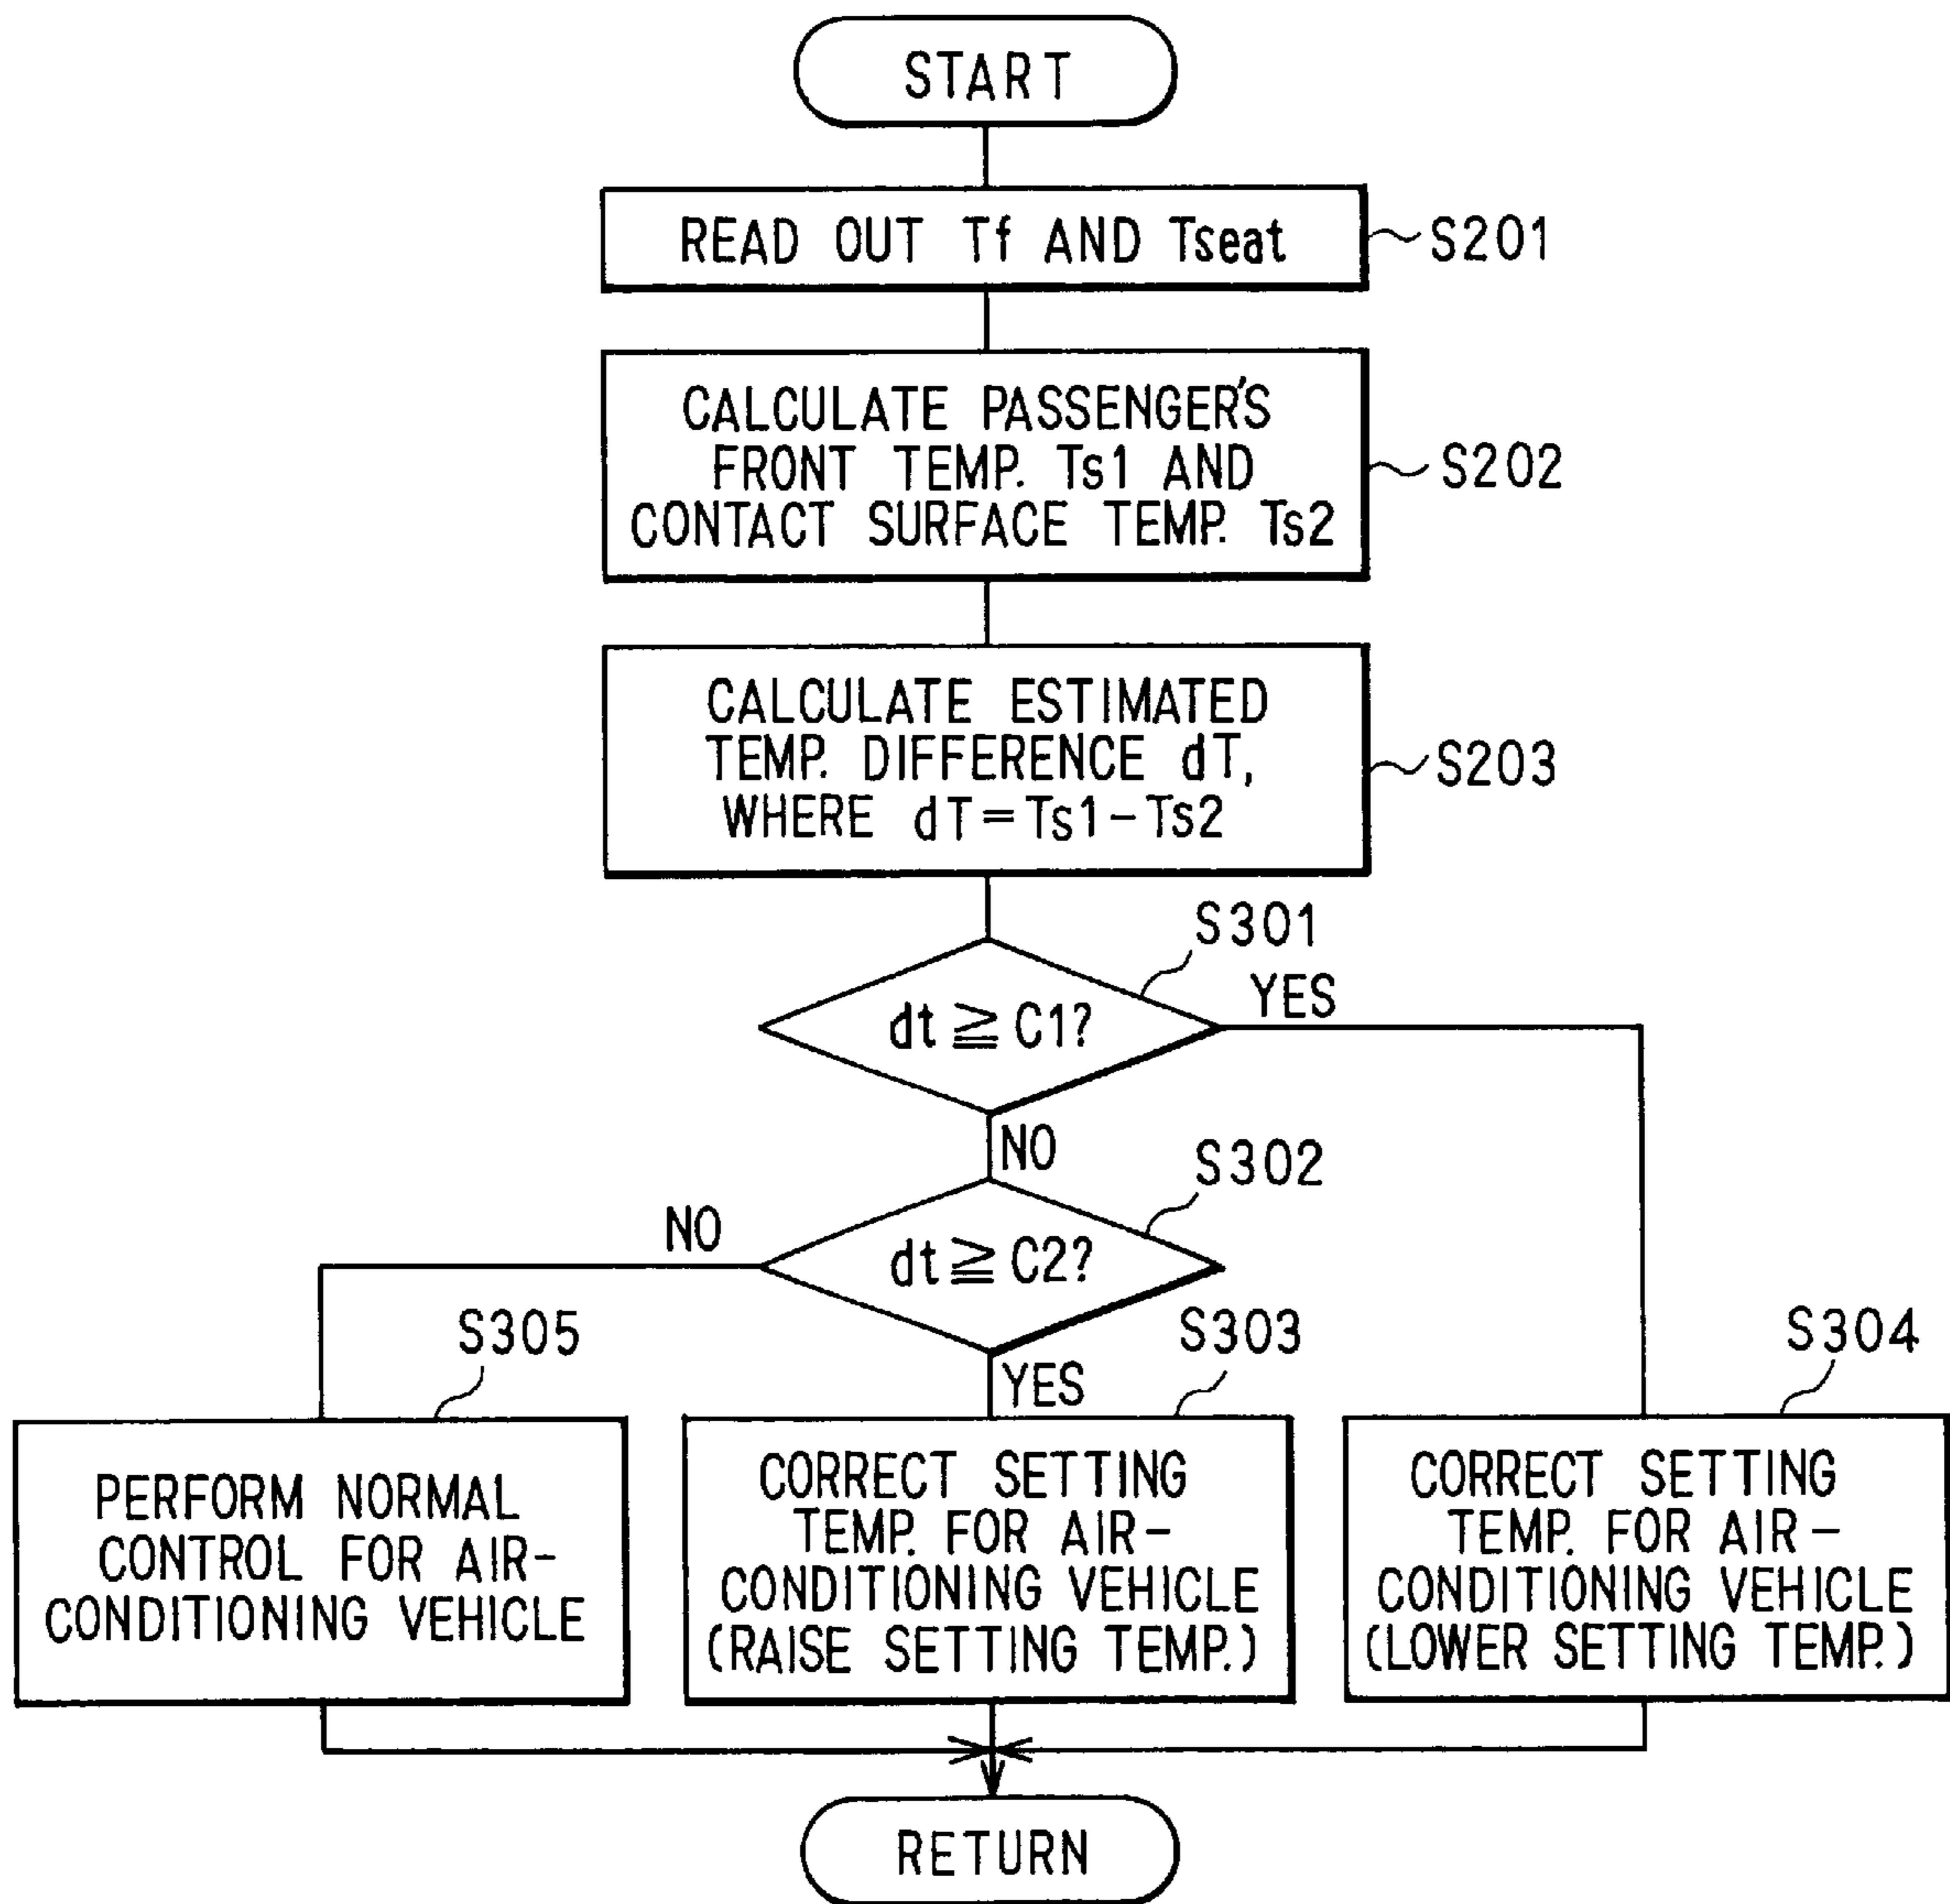 START
READ OUT Tf AND Tseat
S201
CALCULATE PASSENGER'S
FRONT TEMP. Ts1 AND
CONTACT SURFACE TEMP. Ts2
S202
CALCULATE ESTIMATED
TEMP. DIFFERENCE dT,
WHERE dT=Ts1-Ts2
S203
S301
dt ≧ C1?
YES
NO
S302
dt ≧ C2?
NO
YES
S305
PERFORM NORMAL
CONTROL FOR AIR-
CONDITIONING VEHICLE
S303
CORRECT SETTING
TEMP. FOR AIR-
CONDITIONING VEHICLE
(RAISE SETTING TEMP.)
S304
CORRECT SETTING
TEMP. FOR AIR-
CONDITIONING VEHICLE
(LOWER SETTING TEMP.)
RETURN